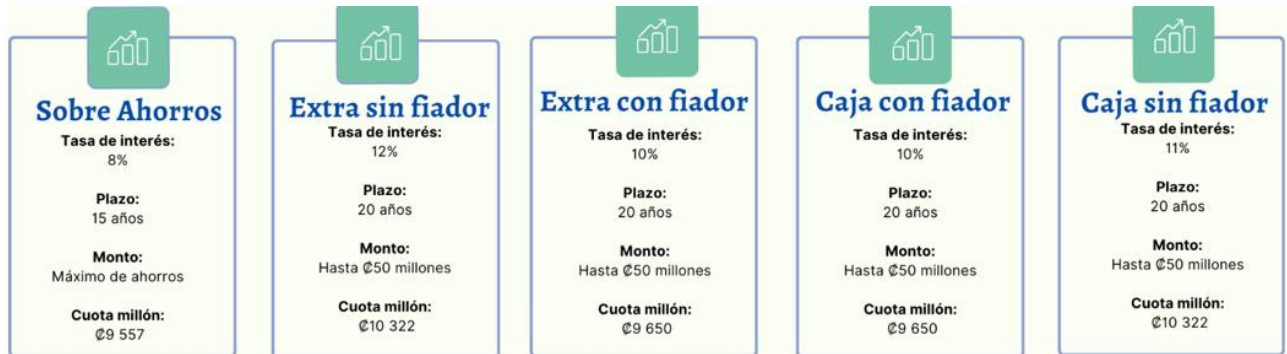 Sobre Ahorros
Tasa de interés:
8%
Plazo:
15 años
Monto:
Máximo de ahorros
Cuota millón:
₡9 557
Extra sin fiador
Tasa de interés:
12%
Plazo:
20 años
Monto:
Hasta ₡50 millones
Cuota millón:
₡10 322
Extra con fiador
Tasa de interés:
10%
Plazo:
20 años
Monto:
Hasta ₡50 millones
Cuota millón:
₡9 650
Caja con fiador
Tasa de interés:
10%
Plazo:
20 años
Monto:
Hasta ₡50 millones
Cuota millón:
₡9 650
Caja sin fiador
Tasa de interés:
11%
Plazo:
20 años
Monto:
Hasta ₡50 millones
Cuota millón:
₡10 322